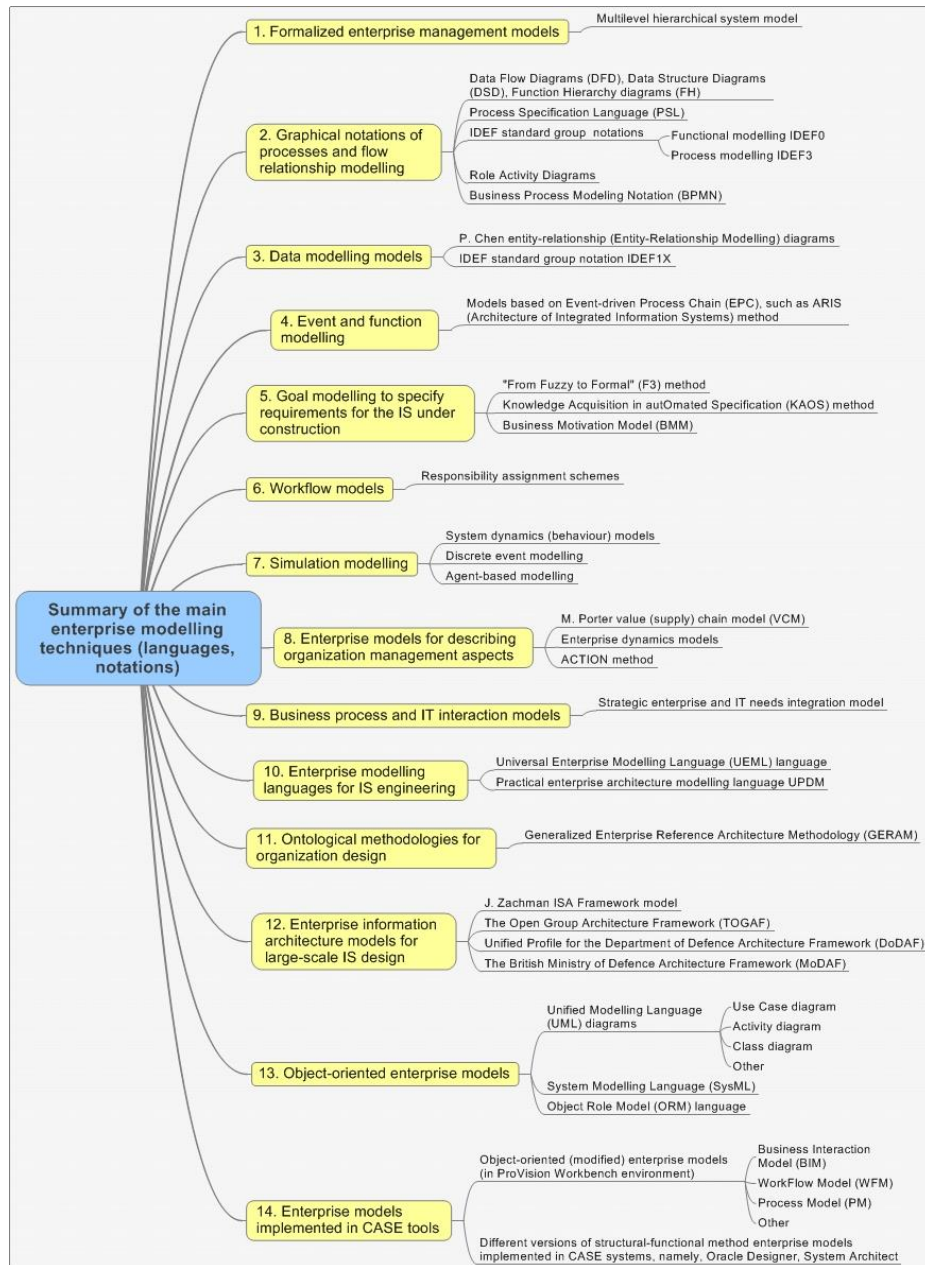 1. Formalized enterprise management models
Multilevel hierarchical system model
2. Graphical notations of
processes and flow
relationship modelling
Data Flow Diagrams (DFD), Data Structure Diagrams
(DSD), Function Hierarchy diagrams (FH)
Process Specification Language (PSL)
IDEF standard group notations
Functional modelling IDEF0
Process modelling IDEF3
Role Activity Diagrams
Business Process Modeling Notation (BPMN)
3. Data modelling models
P. Chen entity-relationship (Entity-Relationship Modelling) diagrams
IDEF standard group notation IDEF1X
4. Event and function
modelling
Models based on Event-driven Process Chain (EPC), such as ARIS
(Architecture of Integrated Information Systems) method
5. Goal modelling to specify
requirements for the IS under
construction
"From Fuzzy to Formal" (F3) method
Knowledge Acquisition in autOmated Specification (KAOS) method
Business Motivation Model (BMM)
6. Workflow models
Responsibility assignment schemes
7. Simulation modelling
System dynamics (behaviour) models
Discrete event modelling
Agent-based modelling
Summary of the main
enterprise modelling
techniques (languages,
notations)
8. Enterprise models for describing
organization management aspects
M. Porter value (supply) chain model (VCM)
Enterprise dynamics models
ACTION method
9. Business process and IT interaction models
Strategic enterprise and IT needs integration model
10. Enterprise modelling
languages for IS engineering
Universal Enterprise Modelling Language (UEML) language
Practical enterprise architecture modelling language UPDM
11. Ontological methodologies for
organization design
Generalized Enterprise Reference Architecture Methodology (GERAM)
12. Enterprise information
architecture models for
large-scale IS design
J. Zachman ISA Framework model
The Open Group Architecture Framework (TOGAF)
Unified Profile for the Department of Defence Architecture Framework (DoDAF)
The British Ministry of Defence Architecture Framework (MoDAF)
13. Object-oriented enterprise models
Unified Modelling Language
(UML) diagrams
Use Case diagram
Activity diagram
Class diagram
Other
System Modelling Language (SysML)
Object Role Model (ORM) language
14. Enterprise models
implemented in CASE tools
Object-oriented (modified) enterprise models
(in ProVision Workbench environment)
Business Interaction
Model (BIM)
WorkFlow Model (WFM)
Process Model (PM)
Other
Different versions of structural-functional method enterprise models
implemented in CASE systems, namely, Oracle Designer, System Architect